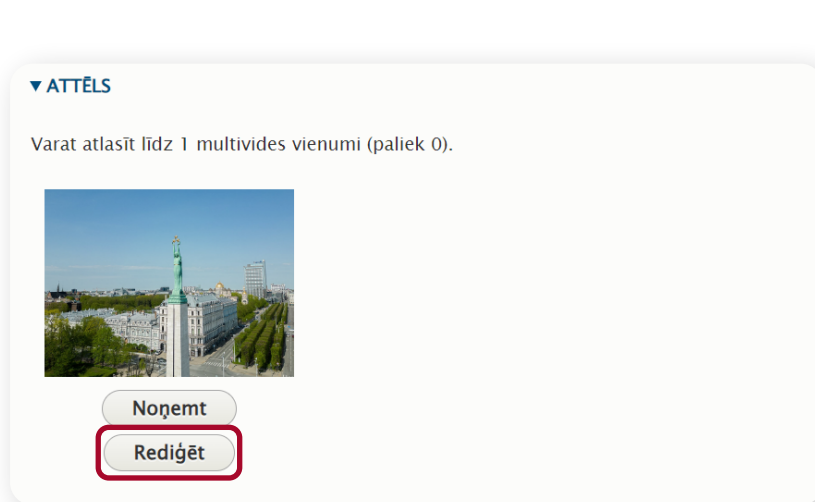 ATTĒLS
Varat atlasīt līdz 1 multivides vienumi (paliek 0).
Noņemt
Rediģēt